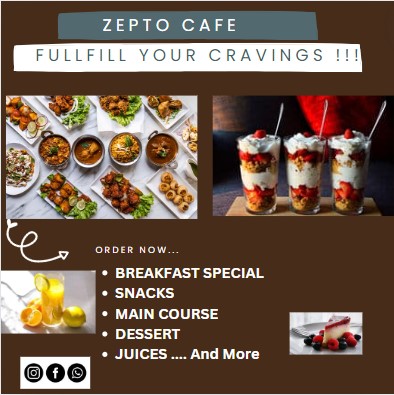 ZEPTO CAFE
FULLFILL YOUR CRAVINGS !!!
ORDER NOW...
• BREAKFAST SPECIAL
• SNACKS
• MAIN COURSE
• DESSERT
• JUICES .... And More